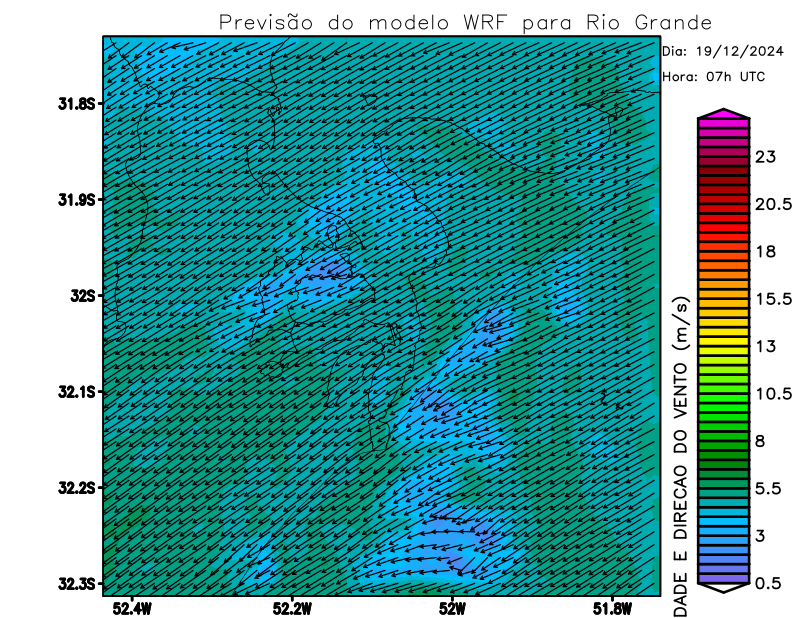 Previsão do modelo WRF para Rio Grande
Dia: 19/12/2024
Hora: 07h UTC
31.8S
31.9S
32S
32.1S
32.2S
32.3S
52.4W
52.2W
52W
51.8W
23
20.5
18
15.5
13
10.5
8
5.5
3
0.5
DADE E DIRECAO DO VENTO (m/s)